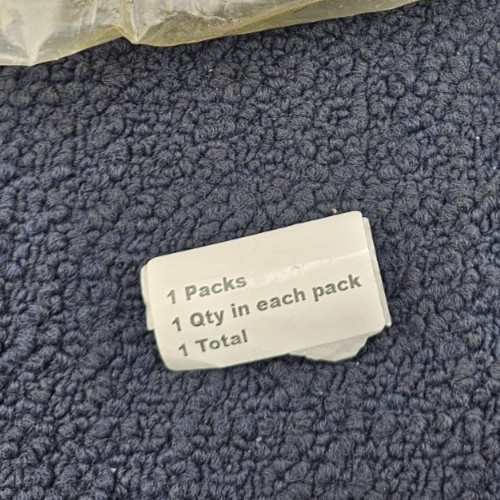 1 Packs
1 Qty in each pack
1 Total